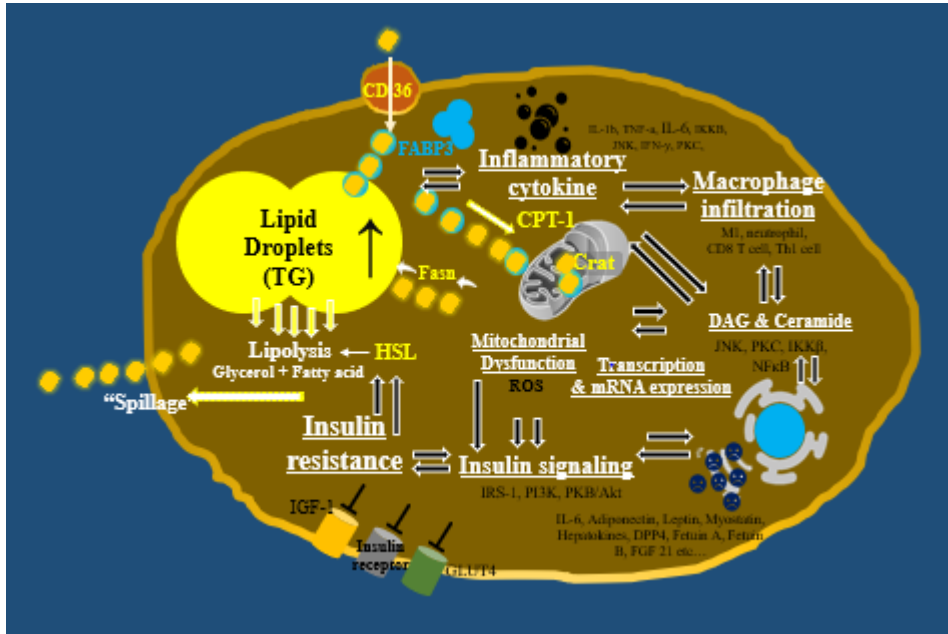 CD 36
FABP3
IL-1b, TNF-a, IL-6, IKKB,
JNK, IFN-y, PKC,
Inflammatory
cytokine
Macrophage
infiltration
M1, neutrophil,
CD8 T cell, Th1 cell
CPT-1
Crat
Lipid
Droplets
(TG)
Fasn
DAG & Ceramide
JNK, PKC, IKKβ,
NFκB
Mitochondrial
Dysfunction
ROS
Transcription
& mRNA expression
Lipolysis
HSL
Glycerol + Fatty acid
“Spillage
Insulin
resistance
Insulin signaling
IRS-1, PI3K, PKB/Akt
IGF-1
Insulin
receptor
GLUT4
IL-6, Adiponectin, Leptin, Myostatin,
Hepatokines, DPP4, Fetuin A, Fetuin
B, FGF 21 etc…